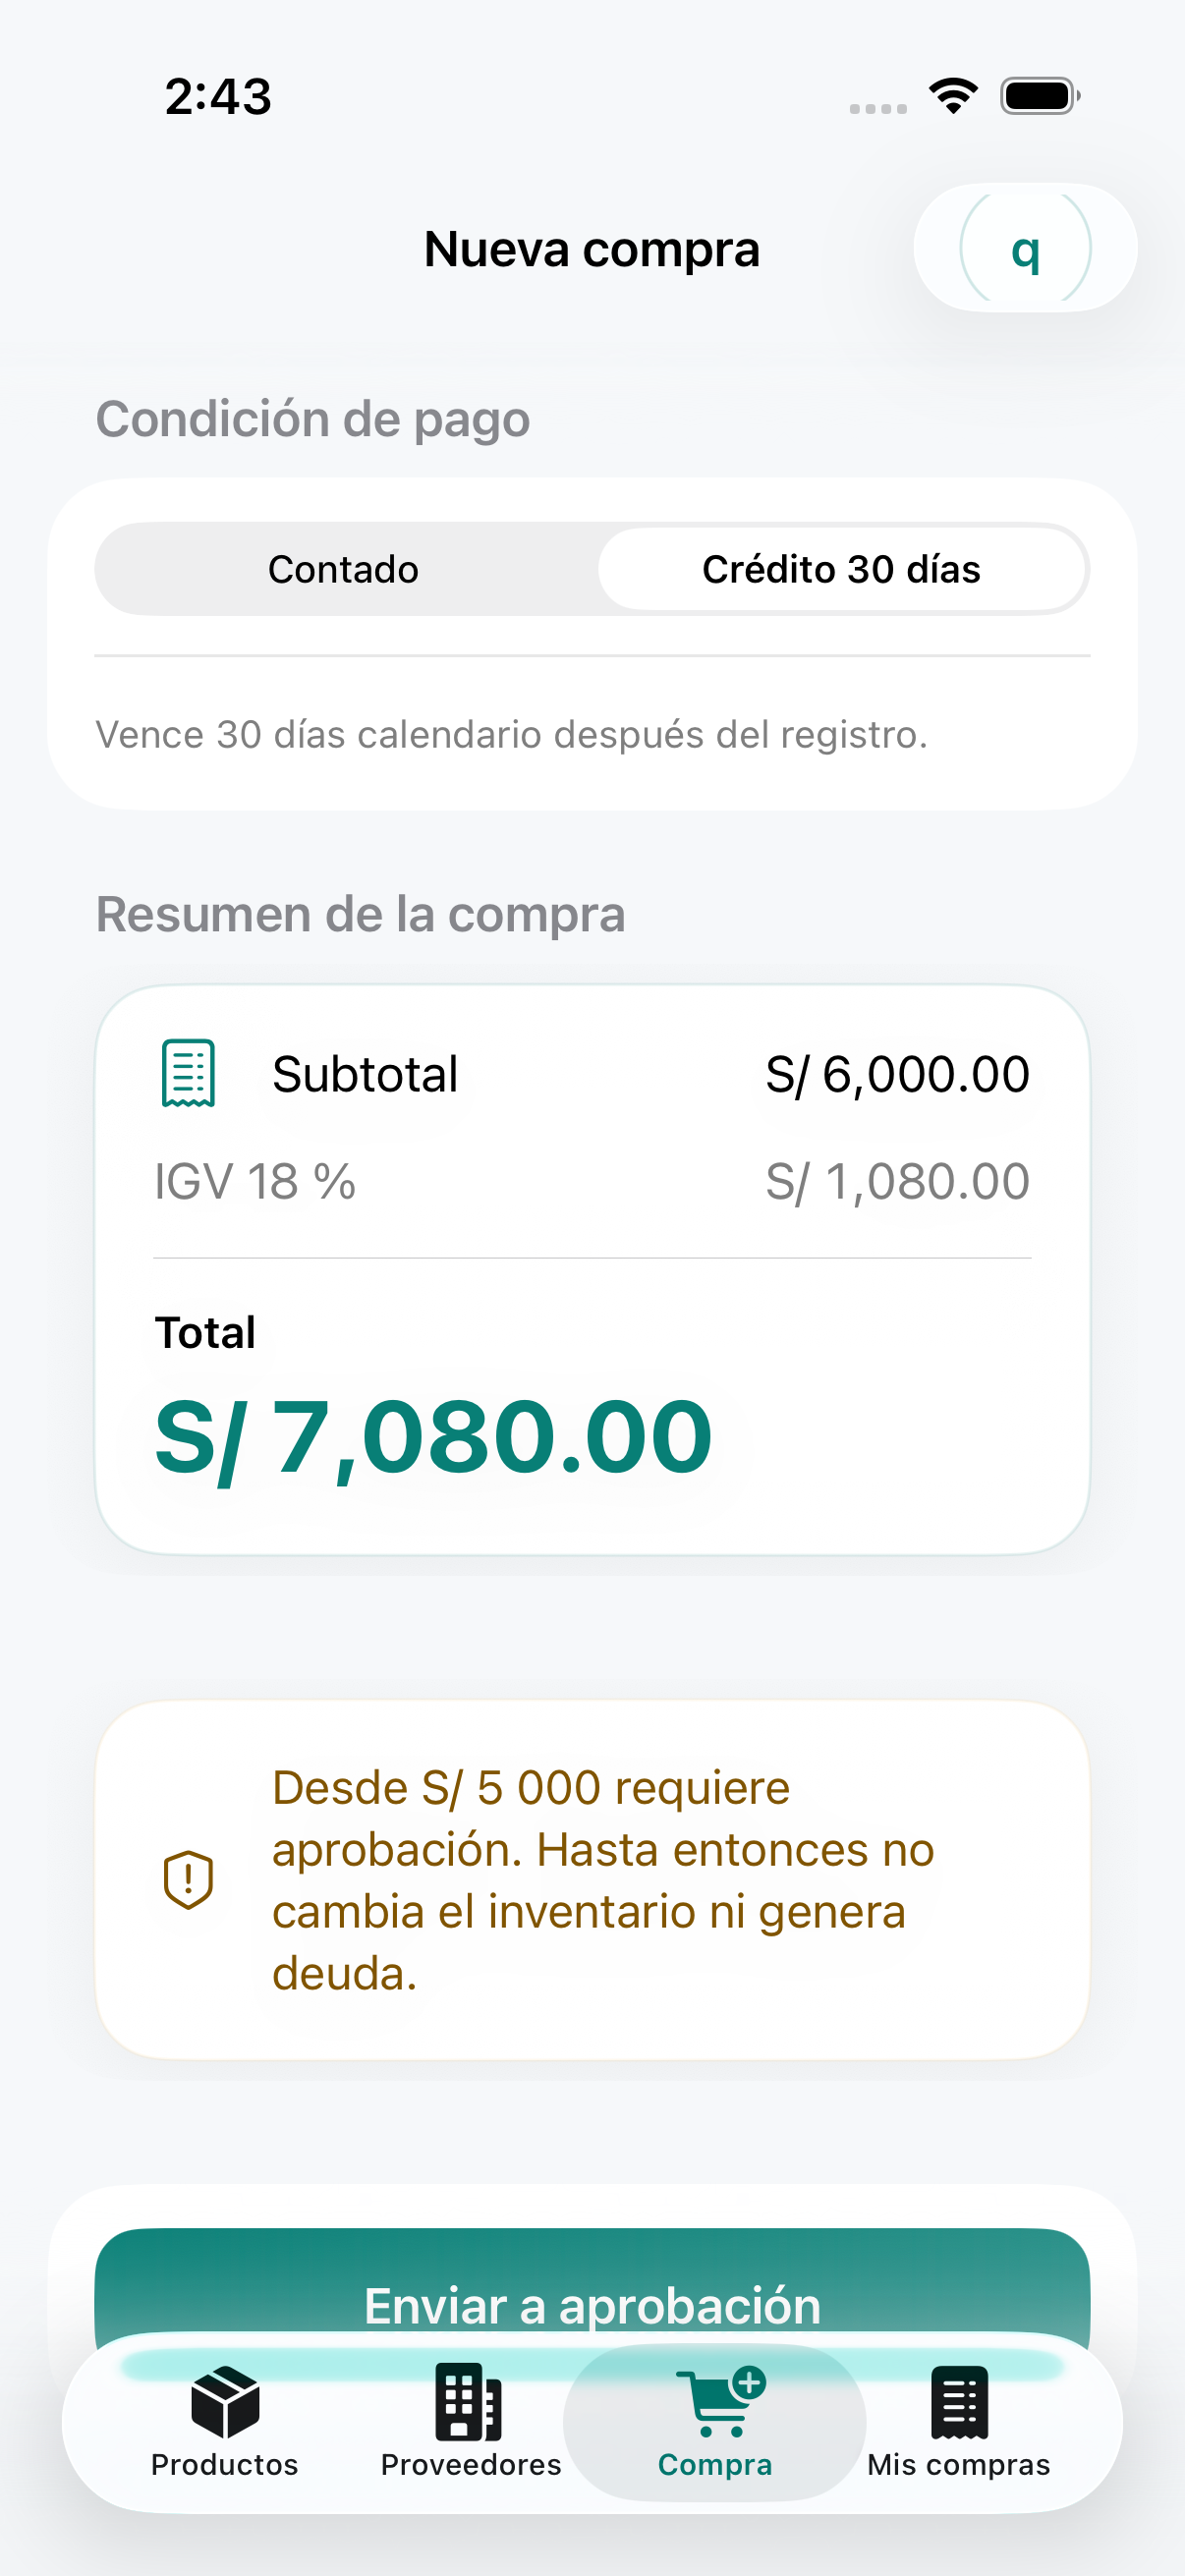 2:43
Nueva compra
q
Condición de pago
Contado
Crédito 30 días
Vence 30 días calendario después del registro.
Resumen de la compra
Subtotal
S/ 6,000.00
IGV 18 %
S/ 1,080.00
Total
S/ 7,080.00
Desde S/ 5 000 requiere
aprobación. Hasta entonces no
cambia el inventario ni genera
deuda.
Enviar a aprobación
Productos
Proveedores
Compra
Mis compras